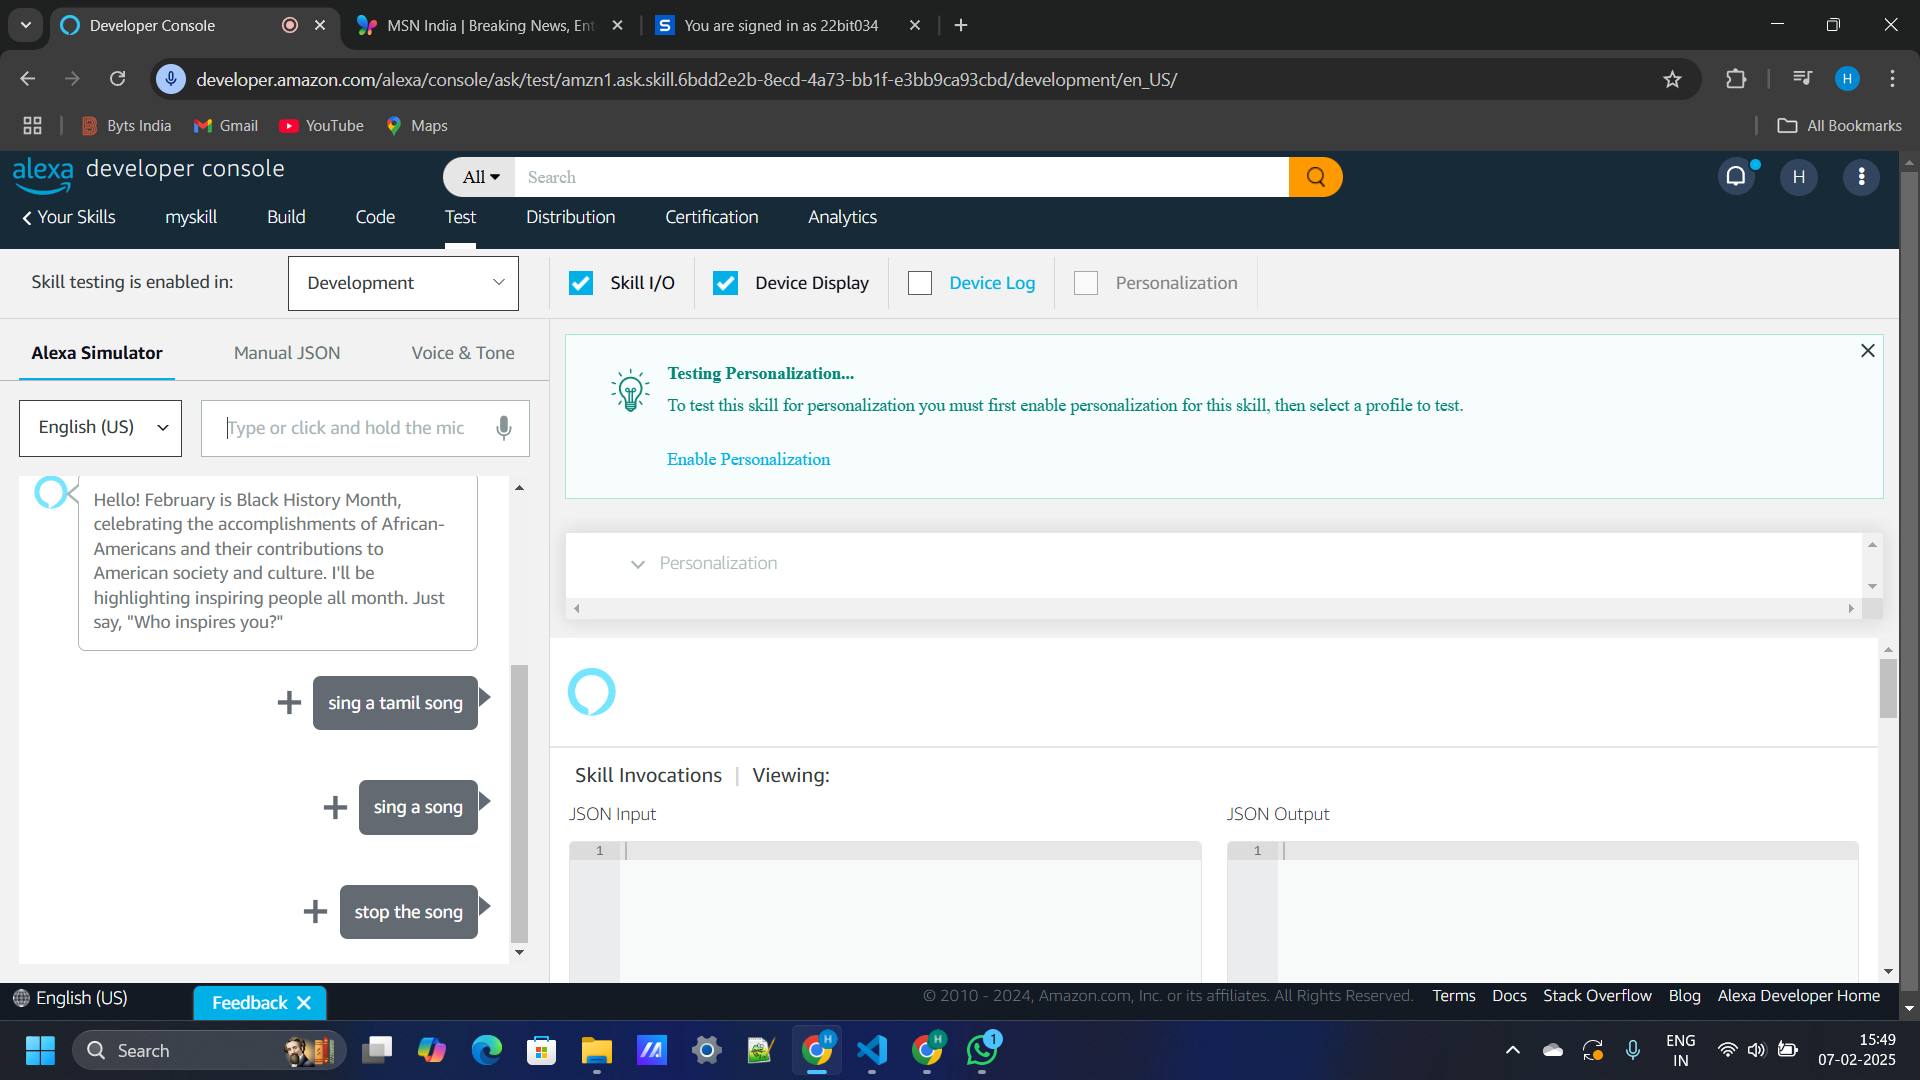 Developer Console
MSN India | Breaking News, Ent
S
You are signed in as 22bit034
developer.amazon.com/alexa/console/ask/test/amzn1.ask.skill.6bdd2e2b-8ecd-4a73-bb1f-e3bb9ca93cbd/development/en_US/
H
Byts India
Gmail
YouTube
Maps
All Bookmarks
alexa developer console
All
Search
H
Your Skills
myskill
Build
Code
Test
Distribution
Certification
Analytics
Skill testing is enabled in:
Development
Skill I/O
Device Display
Device Log
Personalization
Alexa Simulator
Manual JSON
Voice & Tone
English (US)
Type or click and hold the mic
Testing Personalization...
To test this skill for personalization you must first enable personalization for this skill, then select a profile to test.
Enable Personalization
Hello! February is Black History Month,
celebrating the accomplishments of African-
Americans and their contributions to
American society and culture. I'll be
highlighting inspiring people all month. Just
say, "Who inspires you?"
sing a tamil song
sing a song
stop the song
Personalization
Skill Invocations | Viewing:
JSON Input
JSON Output
1
1
English (US)
Feedback
© 2010 - 2024, Amazon.com, Inc. or its affiliates. All Rights Reserved.
Terms
Docs
Stack Overflow
Blog
Alexa Developer Home
Search
H
H
1
ENG
IN
15:49
07-02-2025